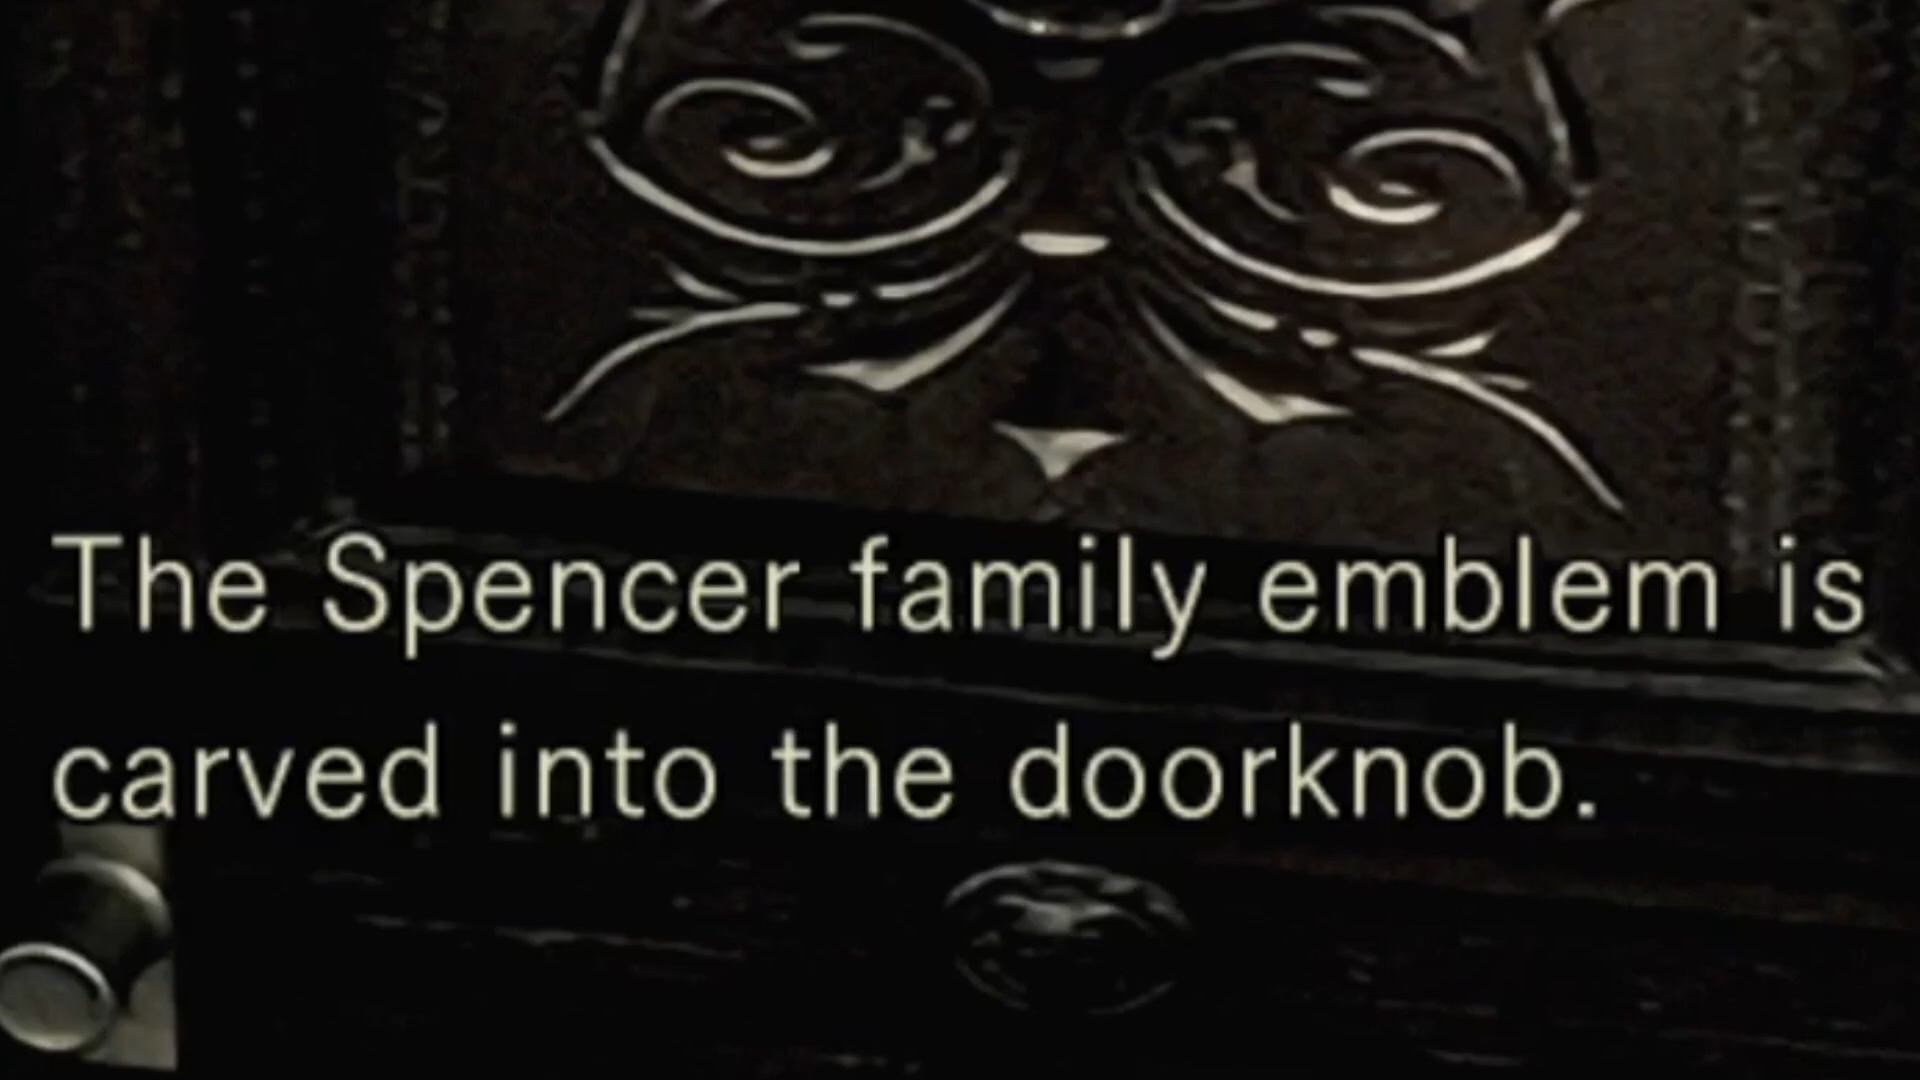 The Spencer family emblem is
carved into the doorknob.